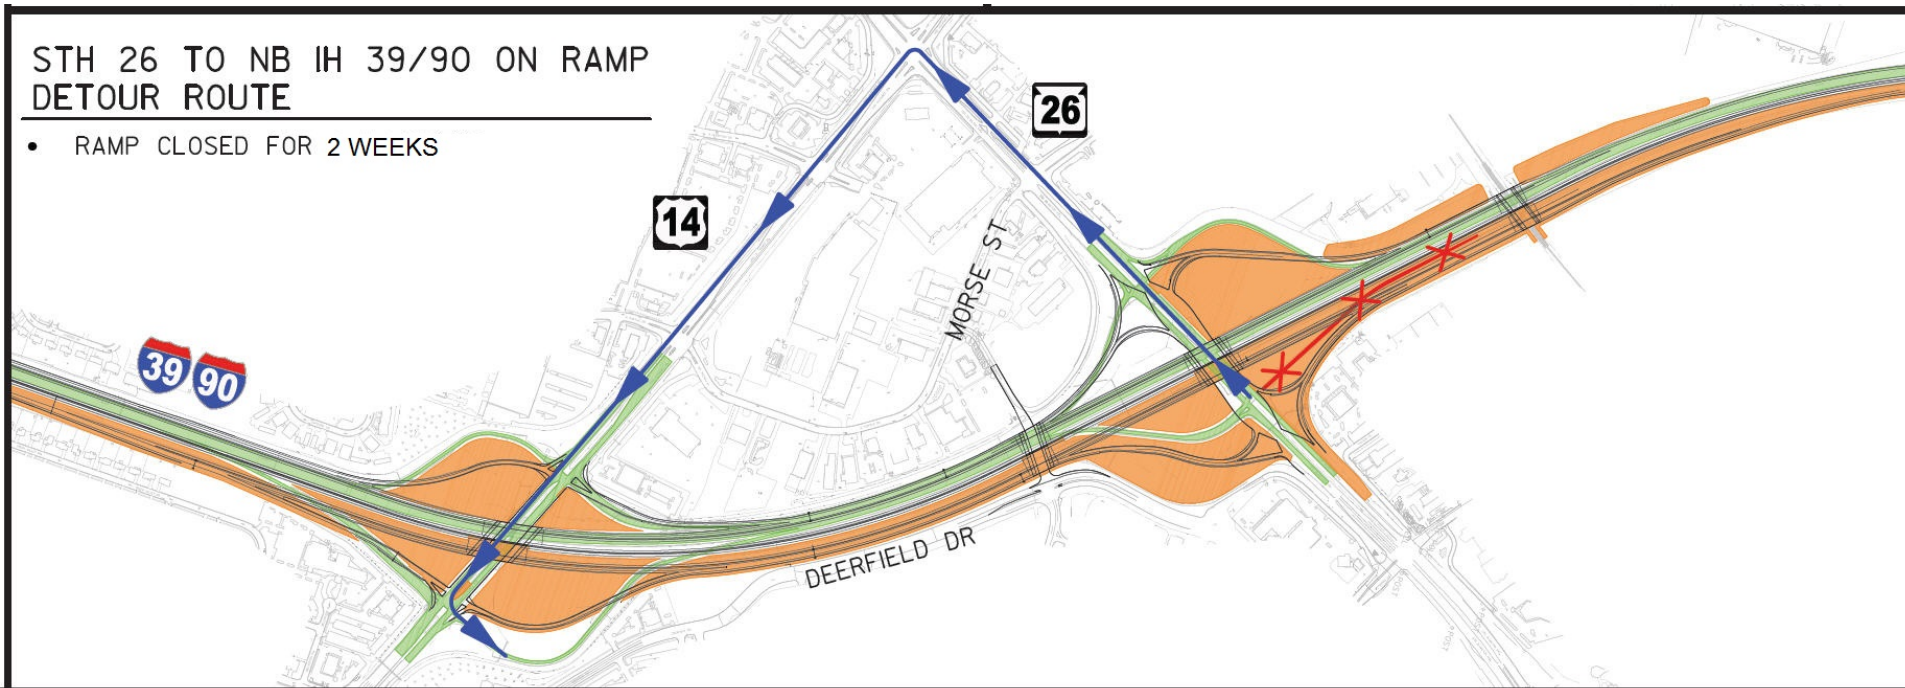 STH 26 TO NB IH 39/90 ON RAMP
DETOUR ROUTE
• RAMP CLOSED FOR 2 WEEKS
26
14
MORSE ST
39 90
DEERFIELD DR